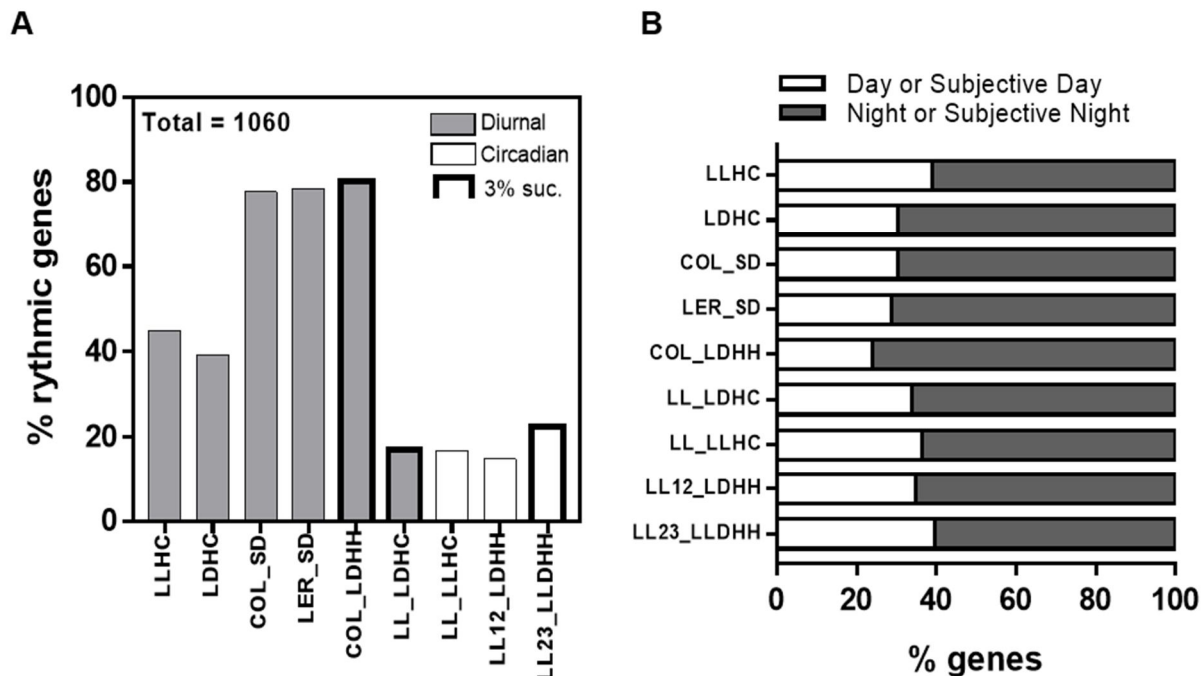 A
100
80
60
40
20
0
% rythmic genes
Total = 1060
Diurnal
Circadian
3% suc.
LLHC
LDHC
COL_SD
LER_SD
COL_LDHH
LL_LDHC
LL_LLHC
LL12_LDHH
LL23_LLDHH
B
Day or Subjective Day
Night or Subjective Night
LLHC
LDHC
COL_SD
LER_SD
COL_LDHH
LL_LDHC
LL_LLHC
LL12_LDHH
LL23_LLDHH
0 20 40 60 80 100
% genes